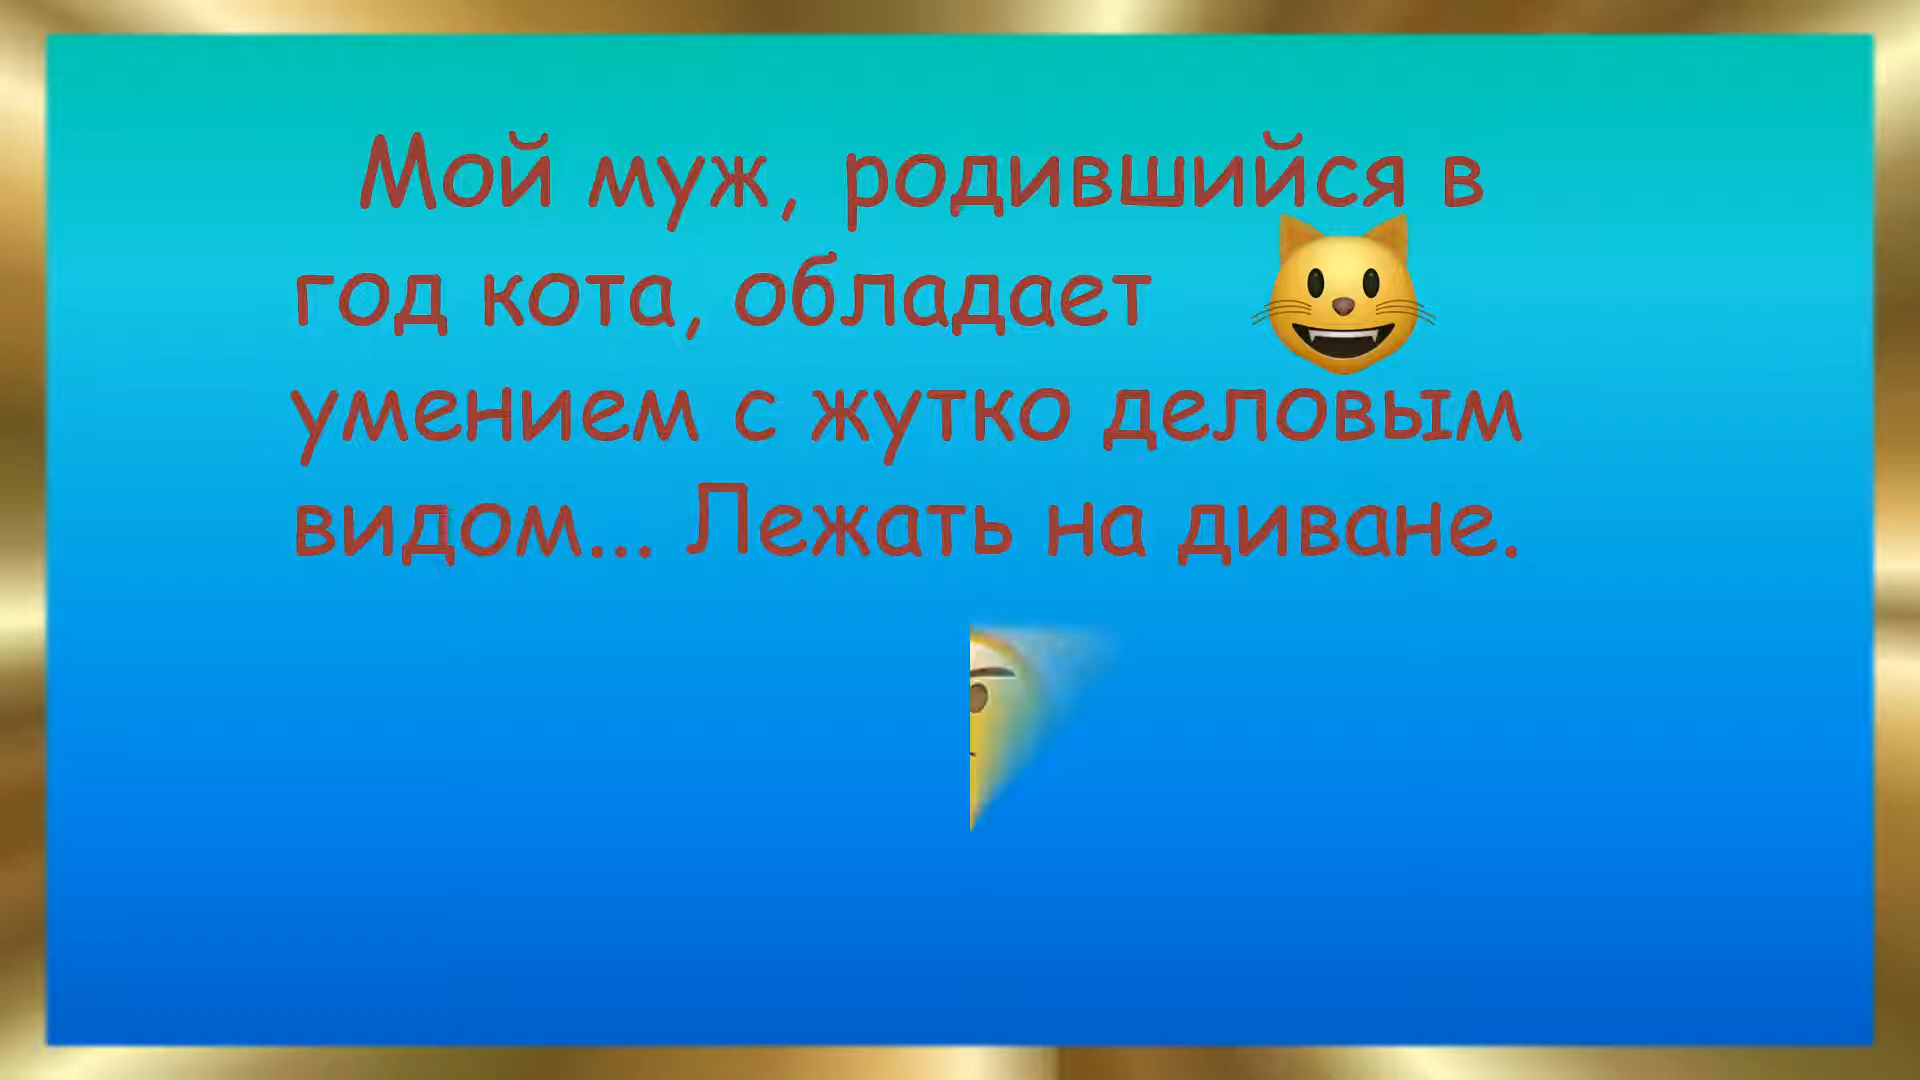 Мой муж, родившийся в
год кота, обладает
умением с жутко деловым
видом... Лежать на диване.